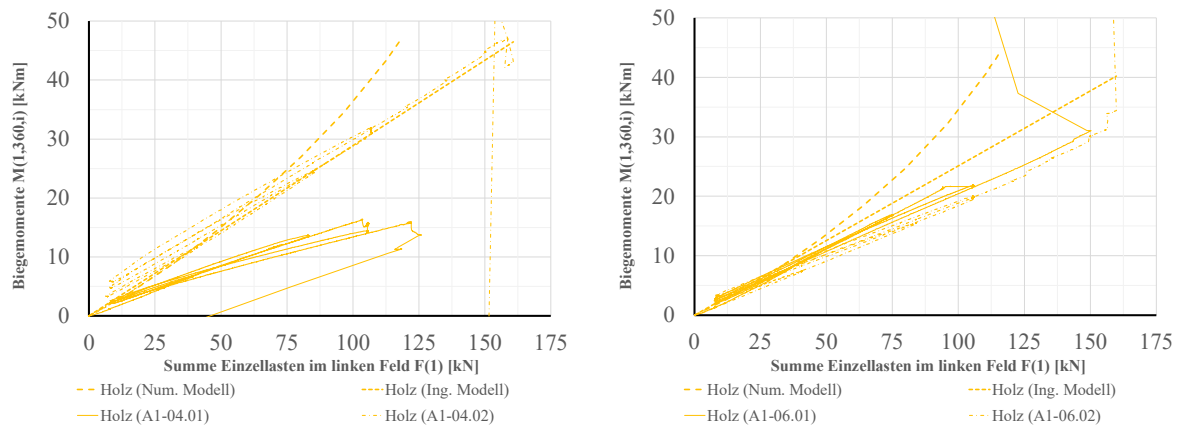 Biegemomente M(1,360,i) [kNm]
50
40
30
20
10
0
0 25 50 75 100 125 150 175
Summe Einzellasten im linken Feld F(1) [kN]
Holz (Num. Modell) Holz (Ing. Modell)
Holz (A1-04.01) Holz (A1-04.02)
Biegemomente M(1,360,i) [kNm]
50
40
30
20
10
0
0 25 50 75 100 125 150 175
Summe Einzellasten im linken Feld F(1) [kN]
Holz (Num. Modell) Holz (Ing. Modell)
Holz (A1-06.01) Holz (A1-06.02)